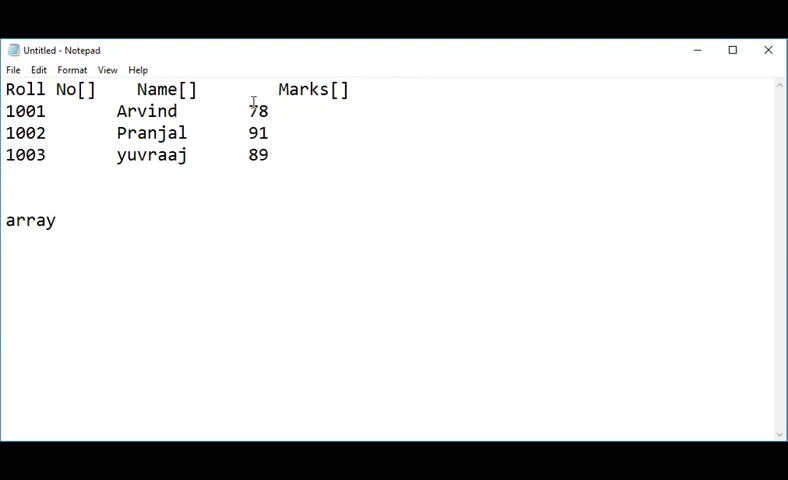 Untitled - Notepad
File Edit Format View Help
Roll No[] Name[] Marks[]
1001 Arvind 78
1002 Pranjal 91
1003 yuvraaj 89
array